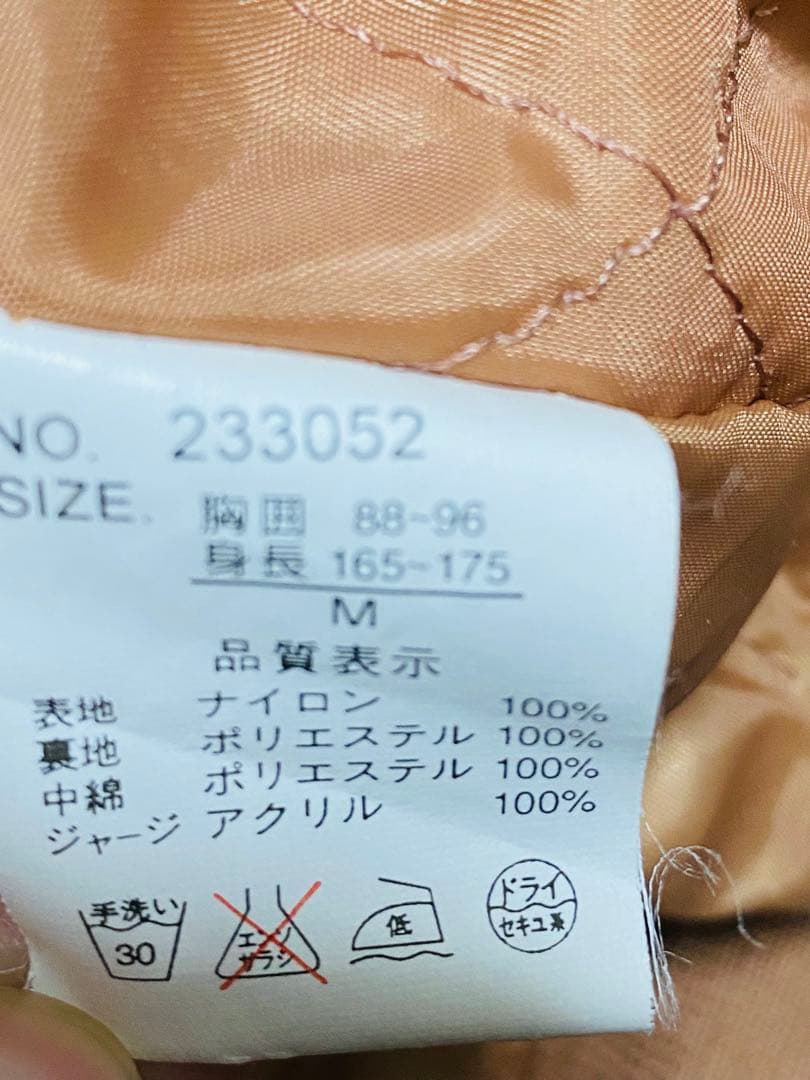 NO. 233052
SIZE. 胸囲 88~96
身長 165~175
M
品質表示
表地 ナイロン 100%
裏地 ポリエステル 100%
中綿 ポリエステル 100%
ジャージ アクリル 100%
手洗い 30
エンソ サラシ
低
ドライ セキユ系